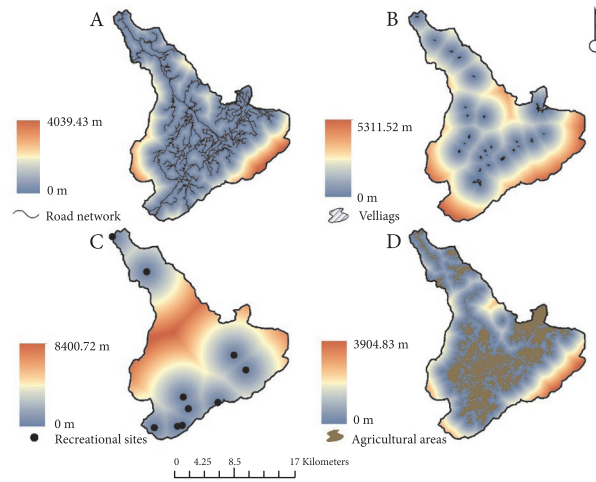 A
4039.43 m
0 m
Road network
B
5311.52 m
0 m
Velliags
C
8400.72 m
0 m
Recreational sites
D
3904.83 m
0 m
Agricultural areas
0 4.25 8.5 17 Kilometers